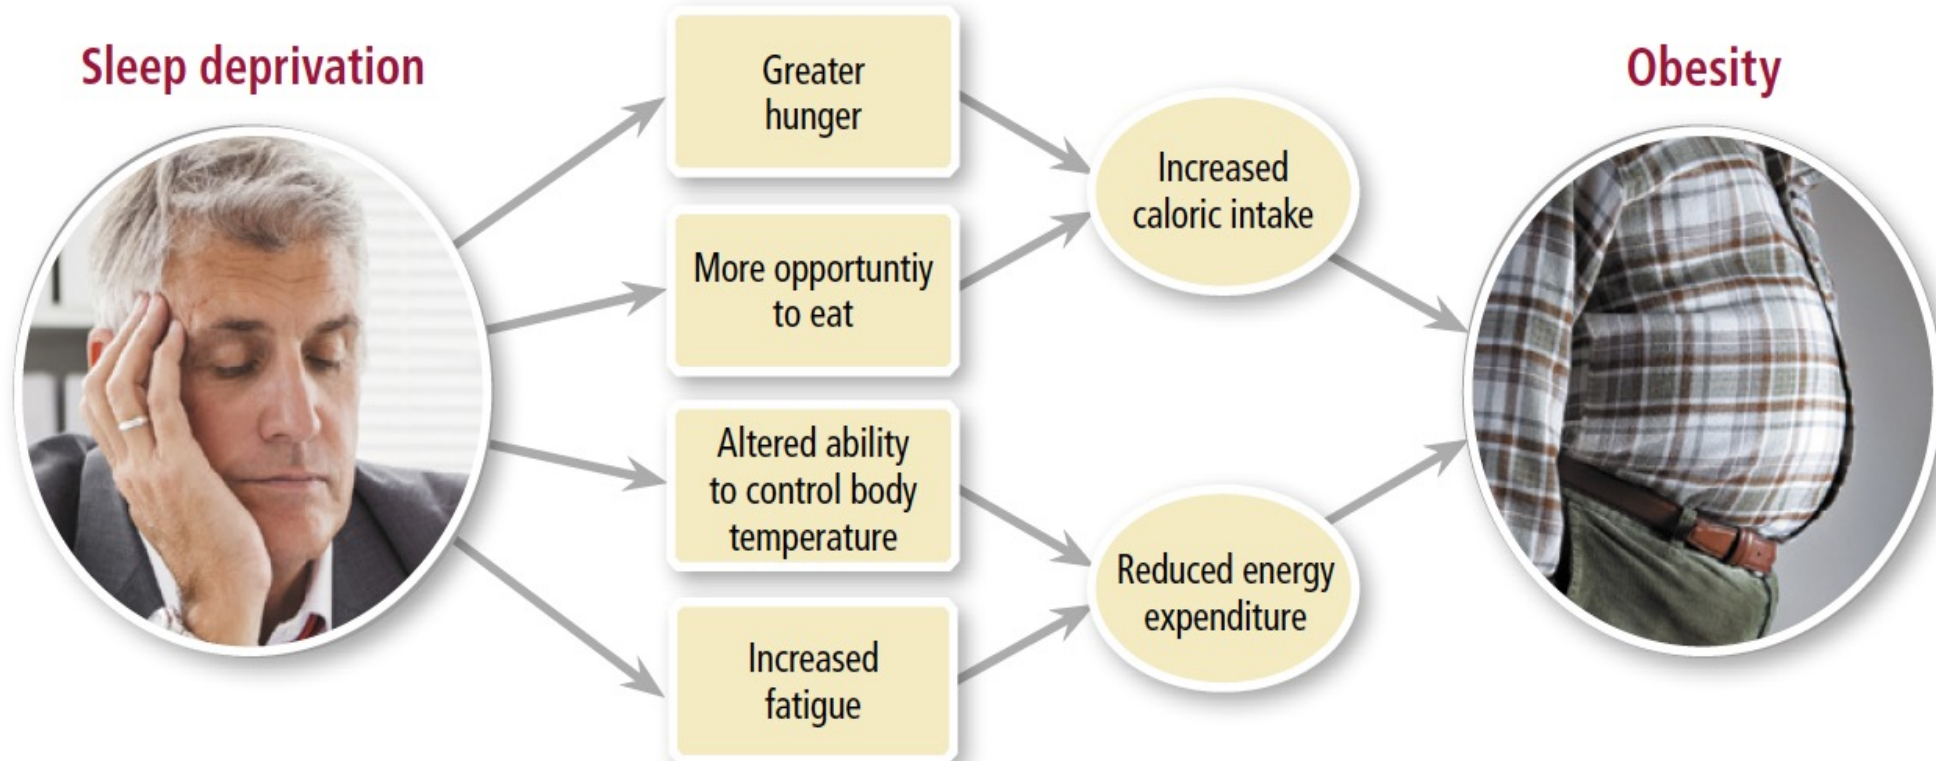 Sleep deprivation
Greater
hunger
More opportuntiy
to eat
Altered ability
to control body
temperature
Increased
fatigue
Increased
caloric intake
Reduced energy
expenditure
Obesity